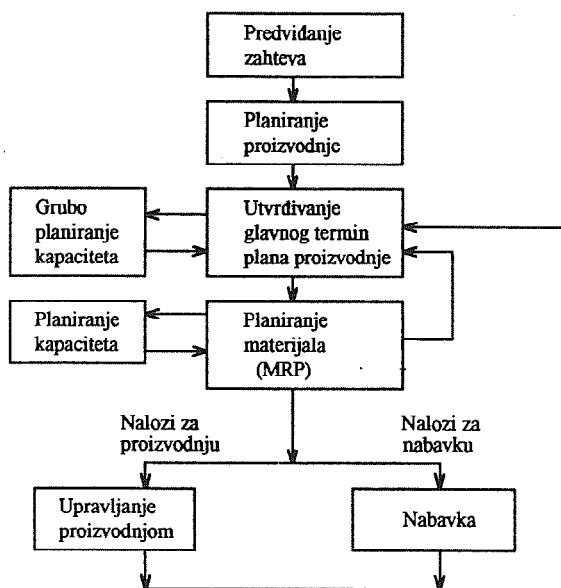 Predviđanje
zahteva
Planiranje
proizvodnje
Grubo
planiranje
kapaciteta
Utvrđivanje
glavnog termin
plana proizvodnje
Planiranje
kapaciteta
Planiranje
materijala
(MRP)
Nalozi za
proizvodnju
Nalozi za
nabavku
Upravljanje
proizvodnjom
Nabavka